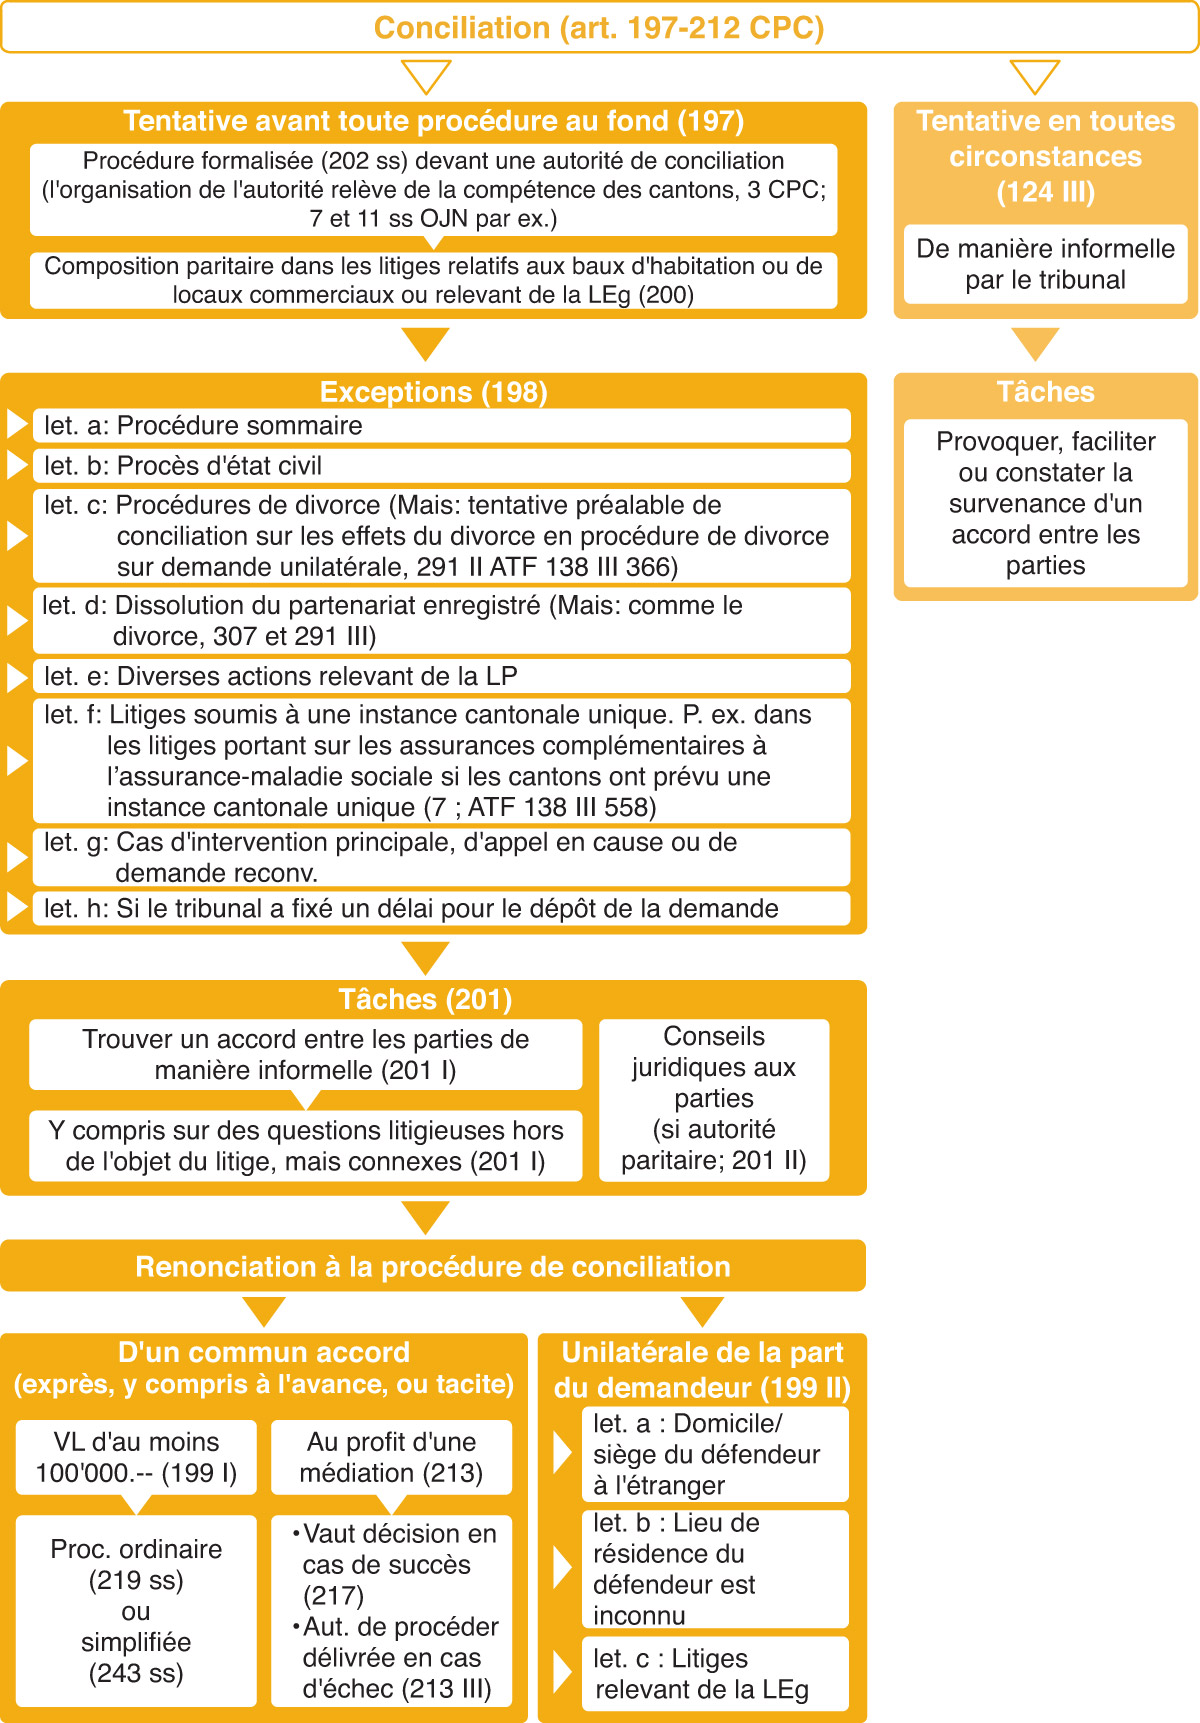 Conciliation (art. 197-212 CPC)
Tentative avant toute procédure au fond (197)
Procédure formalisée (202 ss) devant une autorité de conciliation
(l'organisation de l'autorité relève de la compétence des cantons, 3 CPC;
7 et 11 ss OJN par ex.)
Composition paritaire dans les litiges relatifs aux baux d'habitation ou de
locaux commerciaux ou relevant de la LEg (200)
Tentative en toutes
circonstances
(124 III)
De manière informelle
par le tribunal
Tâches
Provoquer, faciliter
ou constater la
survenance d'un
accord entre les
parties
Exceptions (198)
let. a: Procédure sommaire
let. b: Procès d'état civil
let. c: Procédures de divorce (Mais: tentative préalable de
conciliation sur les effets du divorce en procédure de divorce
sur demande unilatérale, 291 II ATF 138 III 366)
let. d: Dissolution du partenariat enregistré (Mais: comme le
divorce, 307 et 291 III)
let. e: Diverses actions relevant de la LP
let. f: Litiges soumis à une instance cantonale unique. P. ex. dans
les litiges portant sur les assurances complémentaires à
l’assurance-maladie sociale si les cantons ont prévu une
instance cantonale unique (7 ; ATF 138 III 558)
let. g: Cas d'intervention principale, d'appel en cause ou de
demande reconv.
let. h: Si le tribunal a fixé un délai pour le dépôt de la demande
Tâches (201)
Trouver un accord entre les parties de
manière informelle (201 I)
Y compris sur des questions litigieuses hors
de l'objet du litige, mais connexes (201 I)
Conseils
juridiques aux
parties
(si autorité
paritaire; 201 II)
Renonciation à la procédure de conciliation
D'un commun accord
(exprès, y compris à l'avance, ou tacite)
VL d'au moins
100'000.-- (199 I)
Proc. ordinaire
(219 ss)
ou
simplifiée
(243 ss)
Au profit d'une
médiation (213)
•Vaut décision en
cas de succès
(217)
•Aut. de procéder
délivrée en cas
d'échec (213 III)
Unilatérale de la part
du demandeur (199 II)
let. a : Domicile/
siège du défendeur
à l'étranger
let. b : Lieu de
résidence du
défendeur est
inconnu
let. c : Litiges
relevant de la LEg